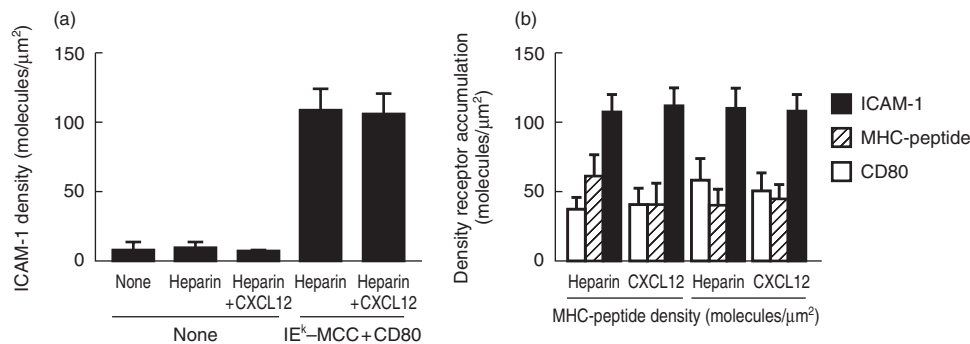 (a)
ICAM-1 density (molecules/μm²)
150
100
50
0
None
Heparin
Heparin
+CXCL12
Heparin
Heparin
+CXCL12
None
IEᵏ–MCC+CD80
(b)
Density receptor accumulation
(molecules/μm²)
150
100
50
0
Heparin
CXCL12
Heparin
CXCL12
MHC-peptide density (molecules/μm²)
ICAM-1
MHC-peptide
CD80